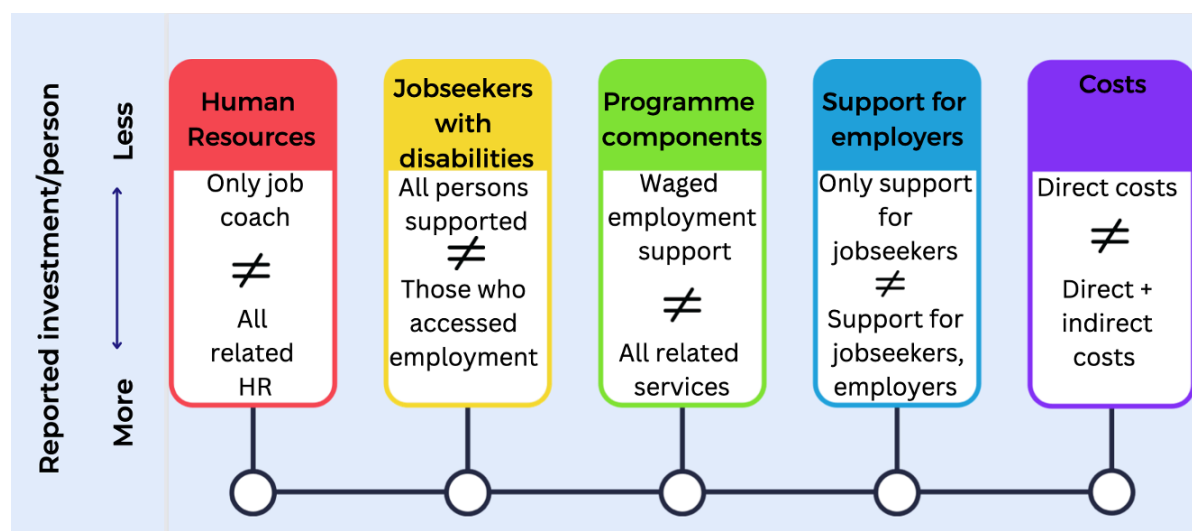 Reported investment/person
Less
More
Human
Resources
Only job
coach
≠
All
related
HR
Jobseekers
with
disabilities
All persons
supported
≠
Those who
accessed
employment
Programme
components
Waged
employment
support
≠
All related
services
Support for
employers
Only support
for
jobseekers
≠
Support for
jobseekers,
employers
Costs
Direct costs
≠
Direct +
indirect
costs